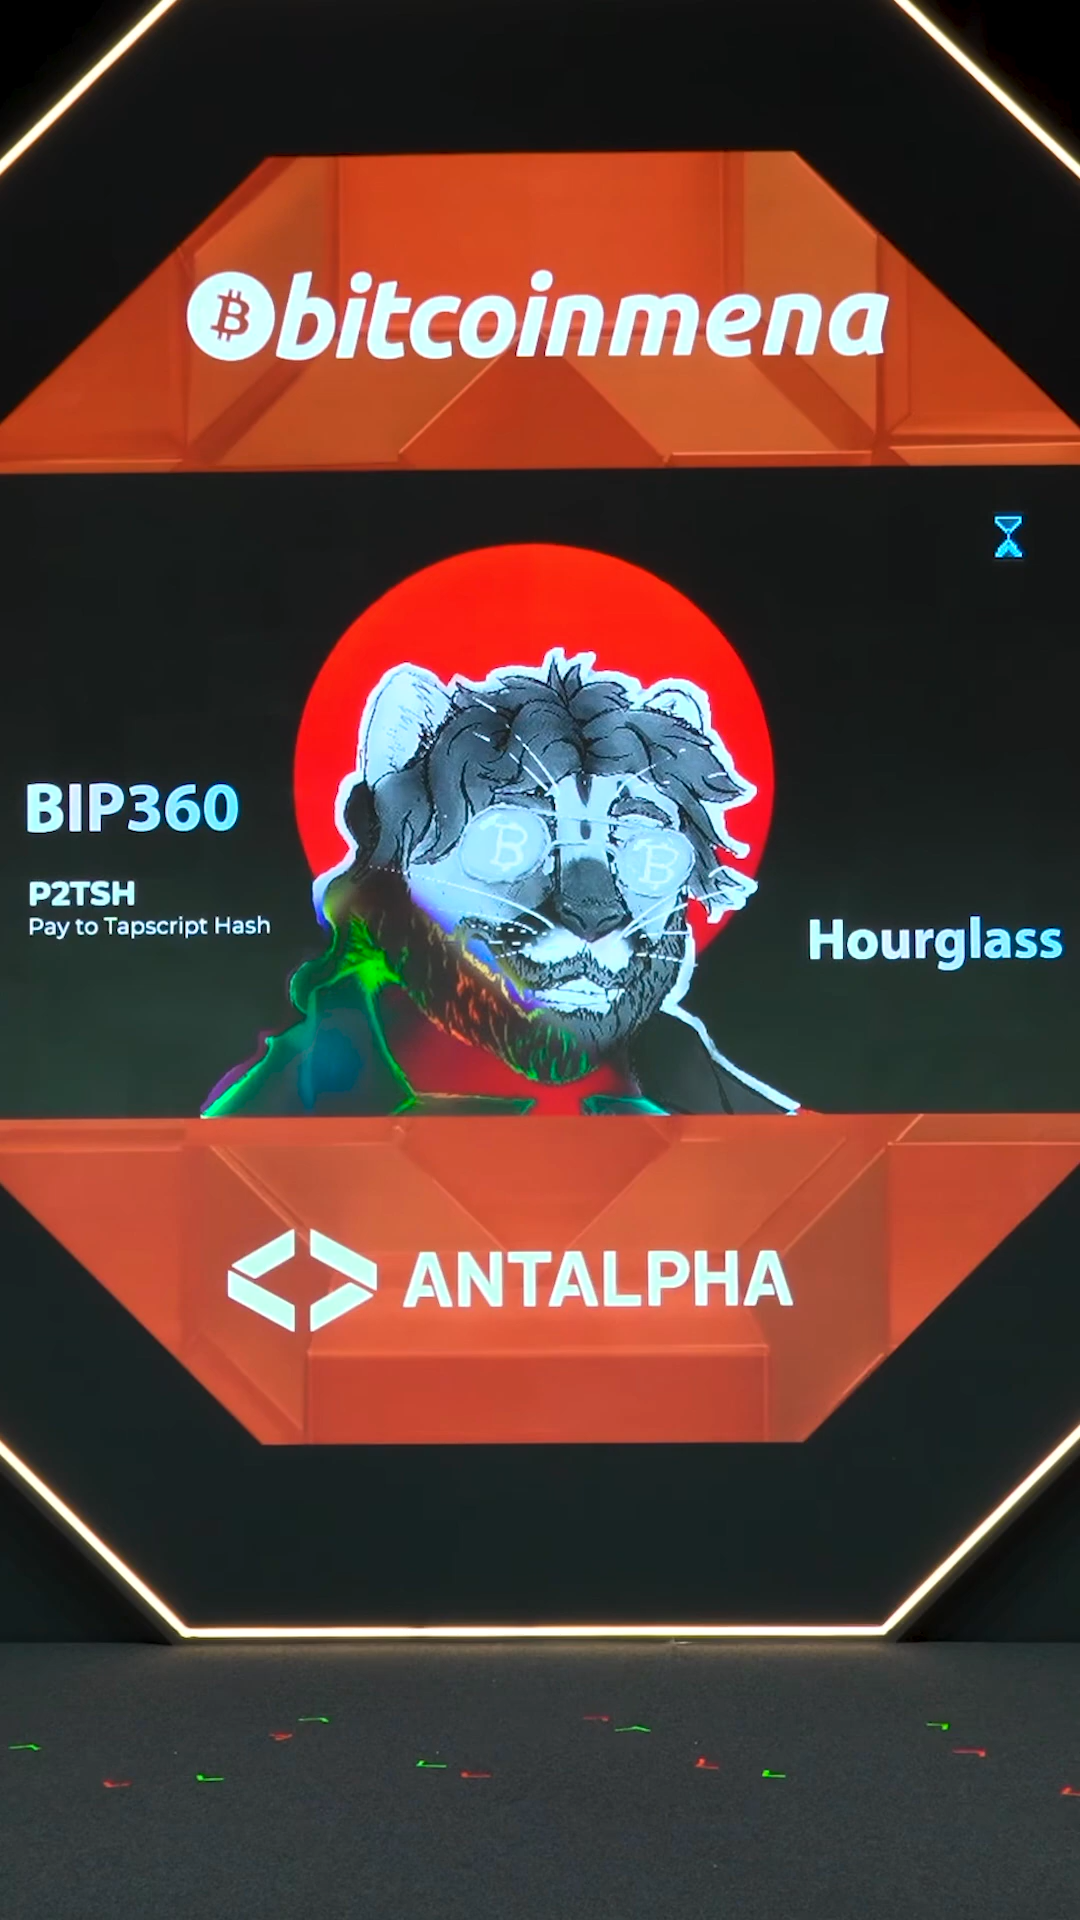 bitcoinmena
BIP360
P2TSH
Pay to Tapscript Hash
Hourglass
ANTALPHA